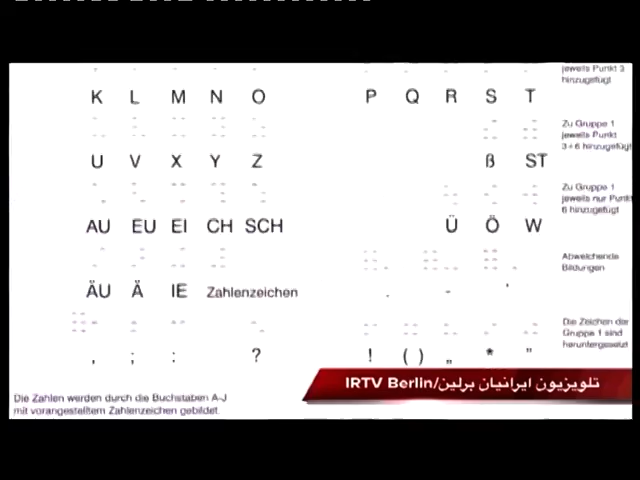 jeweils Punkt 3
hinzugefügt
K L M N O P Q R S T
Zu Gruppe 1
jeweils Punkt
3+6 hinzugefügt
U V X Y Z ß ST
Zu Gruppe 1
jeweils nur Punkt
6 hinzugefügt
AU EU EI CH SCH Ü Ö W
Abweichende
Bildungen
ÄU Ä IE Zahlenzeichen . - '
Die Zeichen der
Gruppe 1 sind
heruntergesetzt
, ; : ? ! ( ) „ * "
IRTV Berlin/تلویزیون ایرانیان برلین
Die Zahlen werden durch die Buchstaben A-J
mit vorangestelltem Zahlenzeichen gebildet.